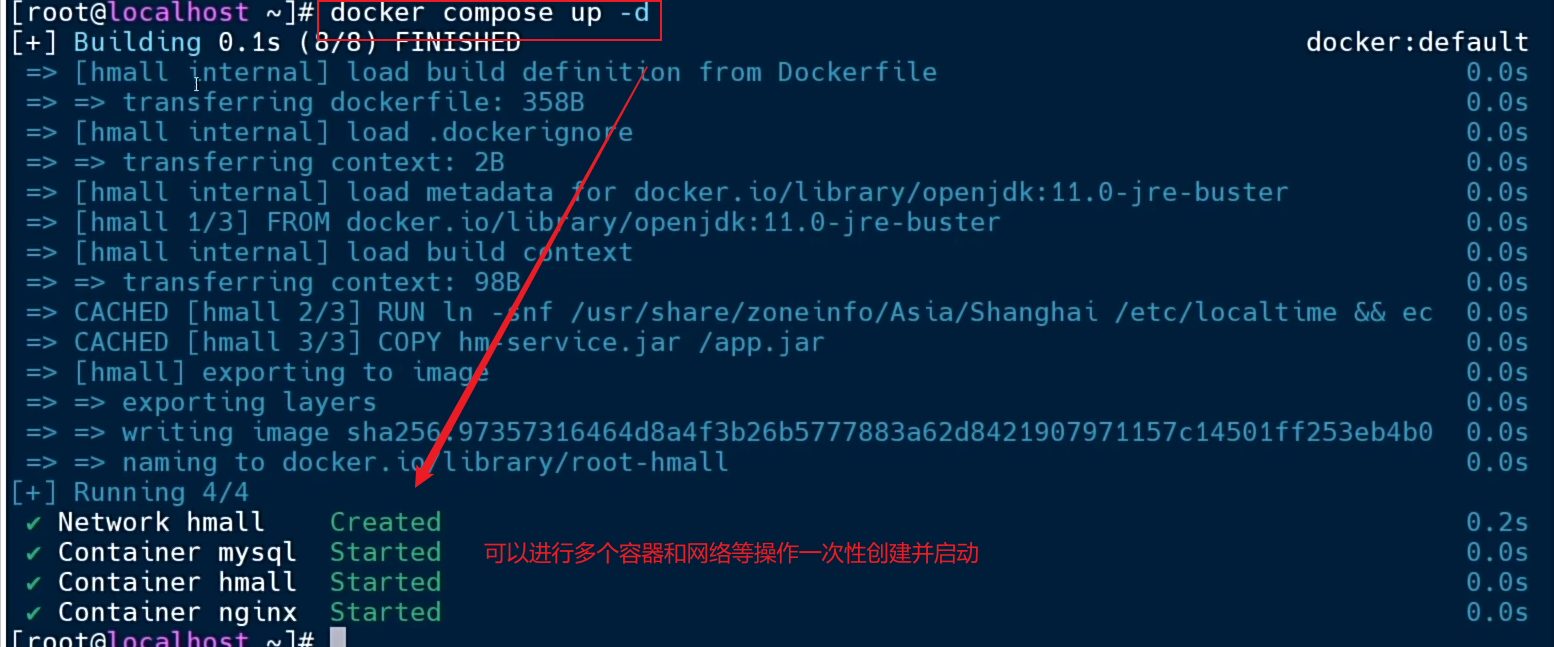 [root@localhost ~]# docker compose up -d
[+] Building 0.1s (8/8) FINISHED docker:default
=> [hmall internal] load build definition from Dockerfile 0.0s
=> => transferring dockerfile: 358B 0.0s
=> [hmall internal] load .dockerignore 0.0s
=> => transferring context: 2B 0.0s
=> [hmall internal] load metadata for docker.io/library/openjdk:11.0-jre-buster 0.0s
=> [hmall 1/3] FROM docker.io/library/openjdk:11.0-jre-buster 0.0s
=> [hmall internal] load build context 0.0s
=> => transferring context: 98B 0.0s
=> CACHED [hmall 2/3] RUN ln -snf /usr/share/zoneinfo/Asia/Shanghai /etc/localtime && ec 0.0s
=> CACHED [hmall 3/3] COPY hm-service.jar /app.jar 0.0s
=> [hmall] exporting to image 0.0s
=> => exporting layers 0.0s
=> => writing image sha256:97357316464d8a4f3b26b5777883a62d8421907971157c14501ff253eb4b0 0.0s
=> => naming to docker.io/library/root-hmall 0.0s
[+] Running 4/4
✔ Network hmall Created 0.2s
✔ Container mysql Started 可以进行多个容器和网络等操作一次性创建并启动 0.0s
✔ Container hmall Started 0.0s
✔ Container nginx Started 0.0s
[root@localhost ~]#